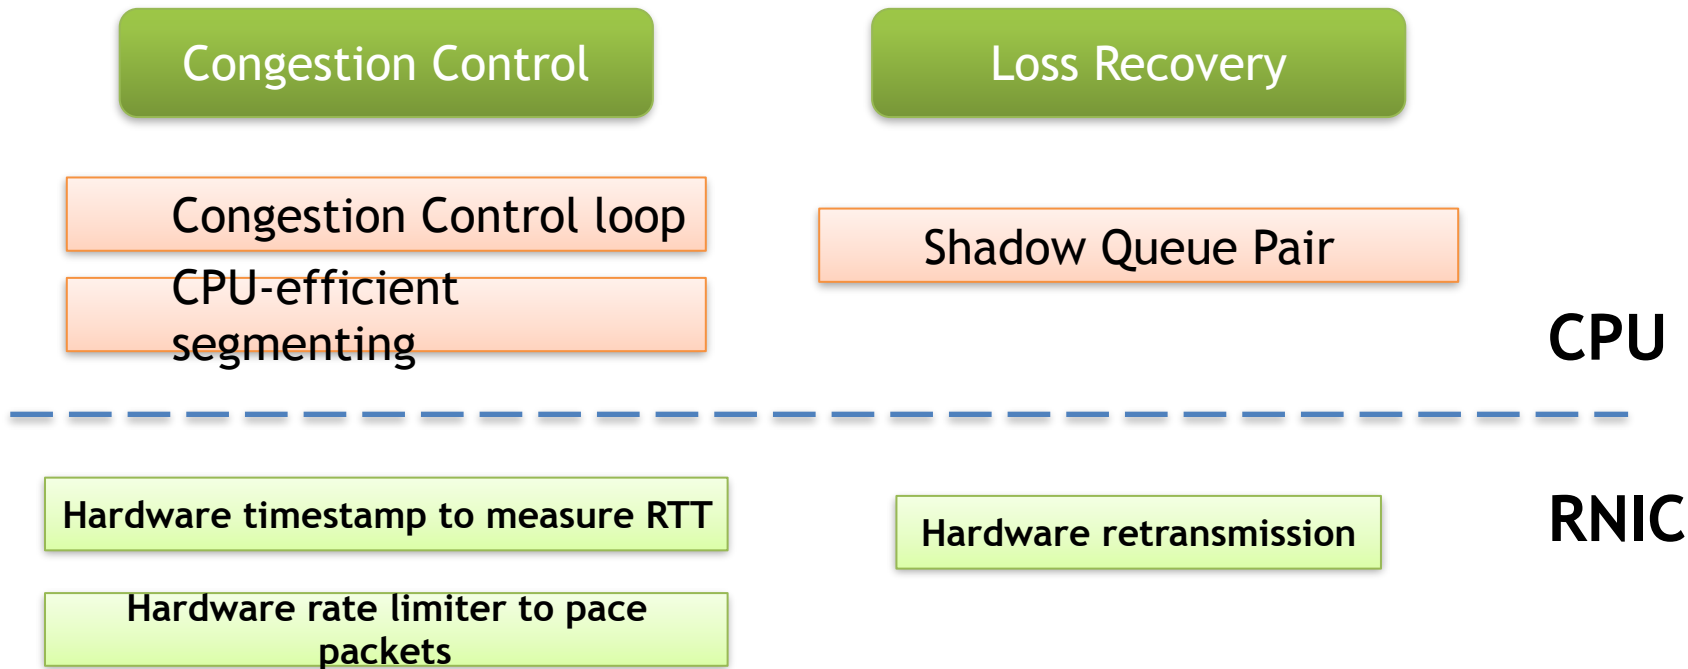 Congestion Control
Loss Recovery
Congestion Control loop
CPU-efficient
segmenting
Shadow Queue Pair
CPU
Hardware timestamp to measure RTT
Hardware rate limiter to pace
packets
Hardware retransmission
RNIC